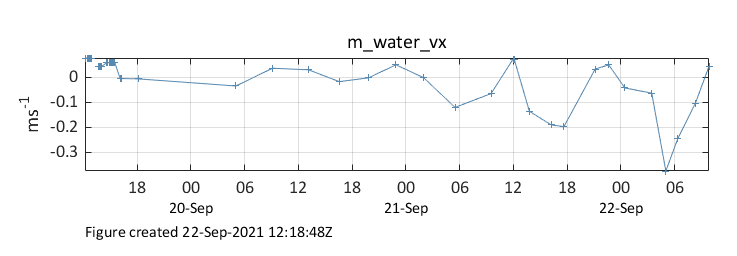 m_water_vx
0
-0.1
-0.2
-0.3
ms-1
18 00 06 12 18 00 06 12 18 00 06
20-Sep 21-Sep 22-Sep
Figure created 22-Sep-2021 12:18:48Z